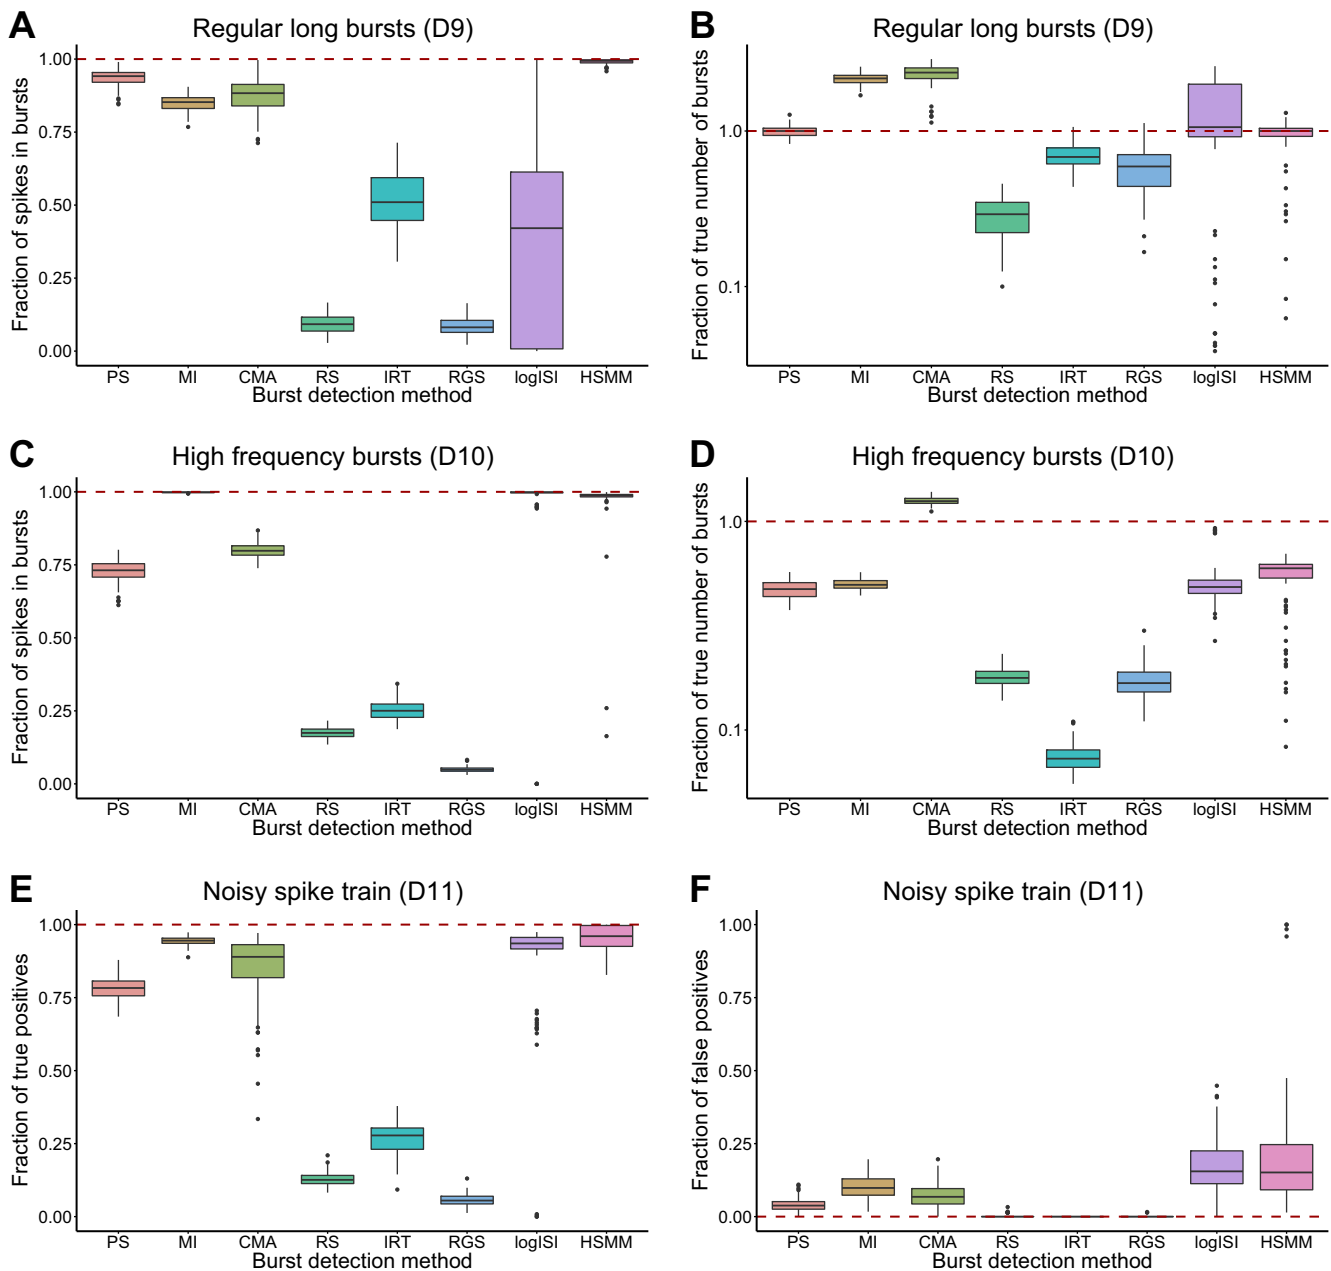 A
Regular long bursts (D9)
Fraction of spikes in bursts
1.00
0.75
0.50
0.25
0.00
PS MI CMA RS IRT RGS logISI HSMM
Burst detection method
B
Regular long bursts (D9)
Fraction of true number of bursts
1.0
0.1
PS MI CMA RS IRT RGS logISI HSMM
Burst detection method
C
High frequency bursts (D10)
Fraction of spikes in bursts
1.00
0.75
0.50
0.25
0.00
PS MI CMA RS IRT RGS logISI HSMM
Burst detection method
D
High frequency bursts (D10)
Fraction of true number of bursts
1.0
0.1
PS MI CMA RS IRT RGS logISI HSMM
Burst detection method
E
Noisy spike train (D11)
Fraction of true positives
1.00
0.75
0.50
0.25
0.00
PS MI CMA RS IRT RGS logISI HSMM
Burst detection method
F
Noisy spike train (D11)
Fraction of false positives
1.00
0.75
0.50
0.25
0.00
PS MI CMA RS IRT RGS logISI HSMM
Burst detection method